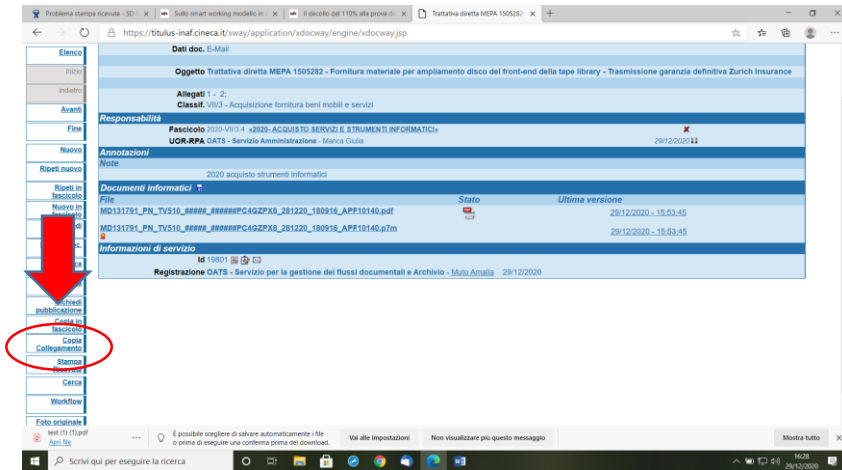 Problema stampa ricevute - SD
Sullo smart working modello in
Il decollo del 110% alla prova de
Trattativa diretta MEPA 1505282
https://titulus-inaf.cineca.it/xway/application/xdocway/engine/xdocway.jsp
Elenco
Inizio
Indietro
Avanti
Fine
Nuovo
Ripeti nuovo
Ripeti in
fascicolo
Nuovo in
pubblicazione
Copia in
fascicolo
Copia
Collegamento
Stampa
Cerca
Workflow
Foto originale
Dati doc. E-Mail
Oggetto Trattativa diretta MEPA 1505282 - Fornitura materiale per ampliamento disco del front-end della tape library - Trasmissione garanzia definitiva Zurich Insurance
Allegati 1 - 2;
Classif. VII/3 - Acquisizione fornitura beni mobili e servizi
Responsabilità
Fascicolo 2020-VII/3.4 «2020- ACQUISTO SERVIZI E STRUMENTI INFORMATICI»
UOR-RPA OATS - Servizio Amministrazione - Manca Giulia 29/12/2020
Annotazioni
Note
2020 acquisto strumenti informatici
Documenti informatici
File Stato Ultima versione
MD131791_PN_TV510_#####_######PC4GZPX8_281220_180916_APF10140.pdf 29/12/2020 - 15:53:45
MD131791_PN_TV510_#####_######PC4GZPX8_281220_180916_APF10140.p7m 29/12/2020 - 15:53:45
Informazioni di servizio
Id 19801
Registrazione OATS - Servizio per la gestione dei flussi documentali e Archivio - Muto Amalia 29/12/2020
test (1) (1).pdf
Apri file
È possibile scegliere di salvare automaticamente i file
o prima di eseguire una conferma prima del download.
Vai alle impostazioni
Non visualizzare più questo messaggio
Mostra tutto
Scrivi qui per eseguire la ricerca
16:28
29/12/2020